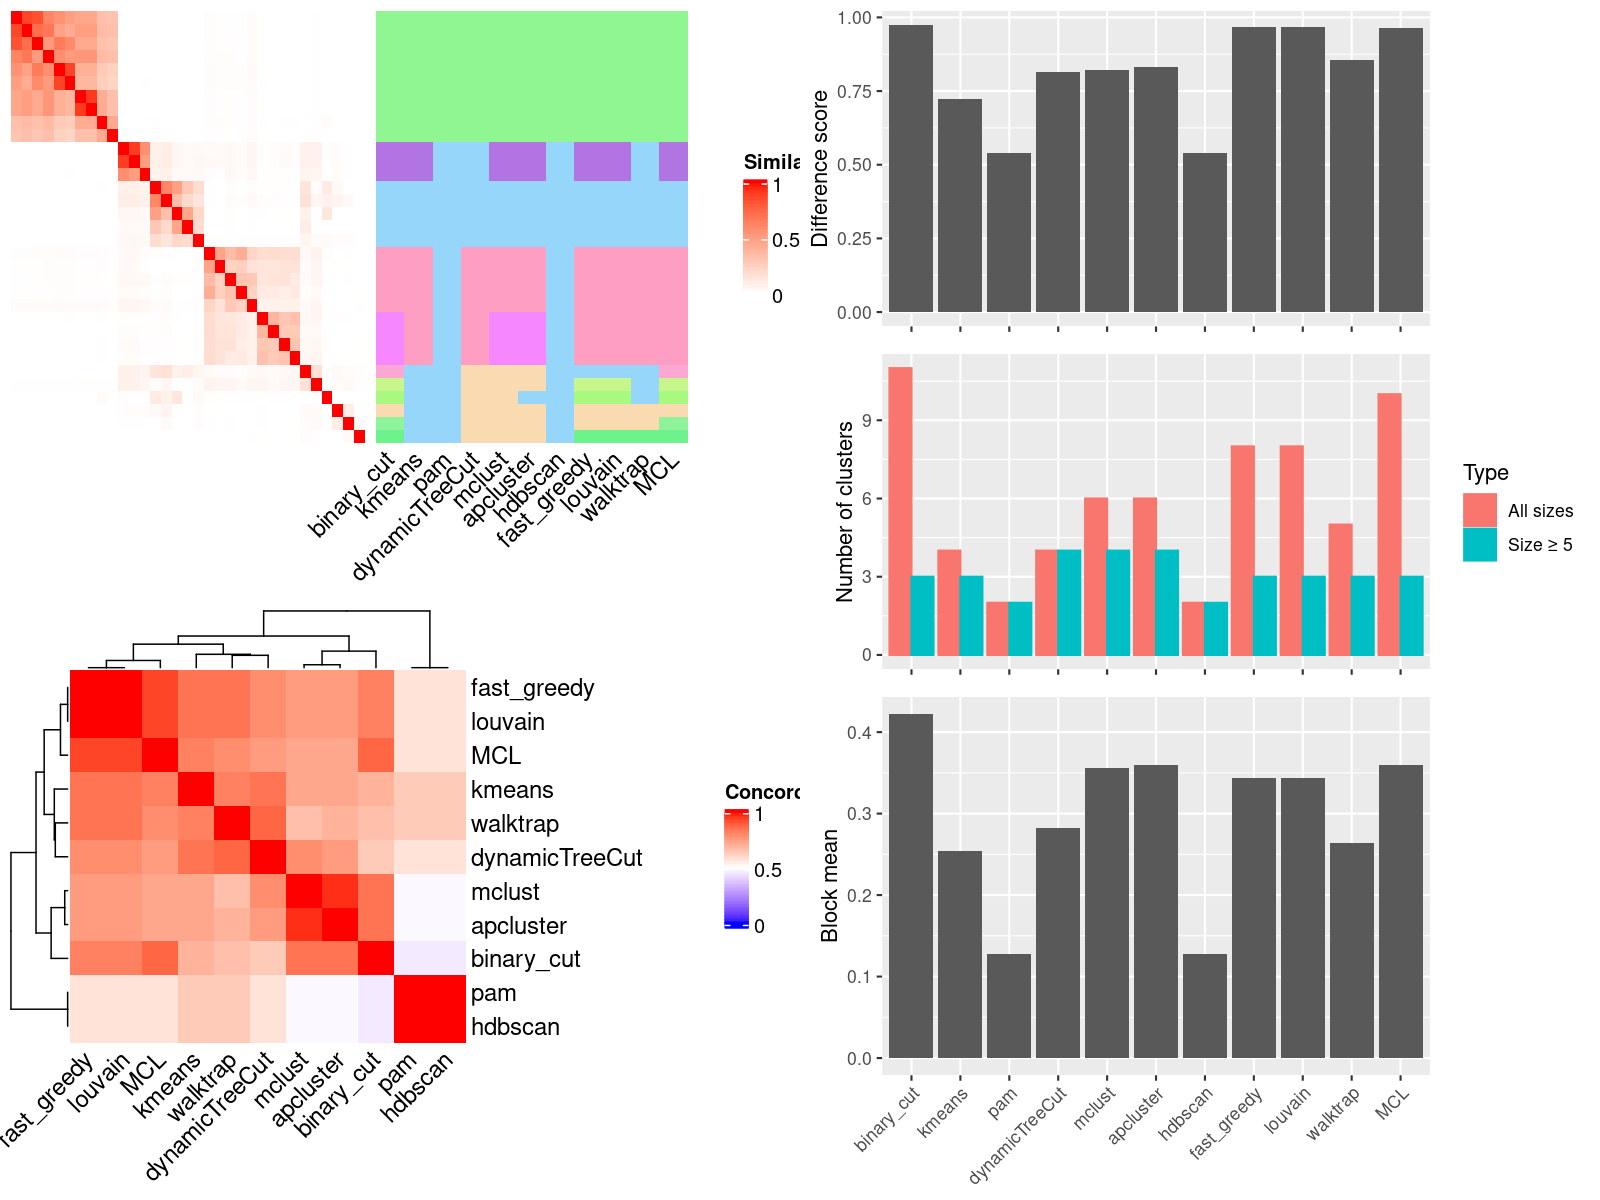 Simila
1
0.5
0
binary_cut
kmeans
pam
dynamicTreeCut
mclust
apcluster
hdbscan
fast_greedy
louvain
walktrap
MCL
fast_greedy
louvain
MCL
kmeans
walktrap
dynamicTreeCut
mclust
apcluster
binary_cut
pam
hdbscan
fast_greedy
louvain
MCL
kmeans
walktrap
dynamicTreeCut
mclust
apcluster
binary_cut
pam
hdbscan
Concord
1
0.5
0
Difference score
1.00
0.75
0.50
0.25
0.00
Number of clusters
9
6
3
0
Type
All sizes
Size ≥ 5
Block mean
0.4
0.3
0.2
0.1
0.0
binary_cut
kmeans
pam
dynamicTreeCut
mclust
apcluster
hdbscan
fast_greedy
louvain
walktrap
MCL